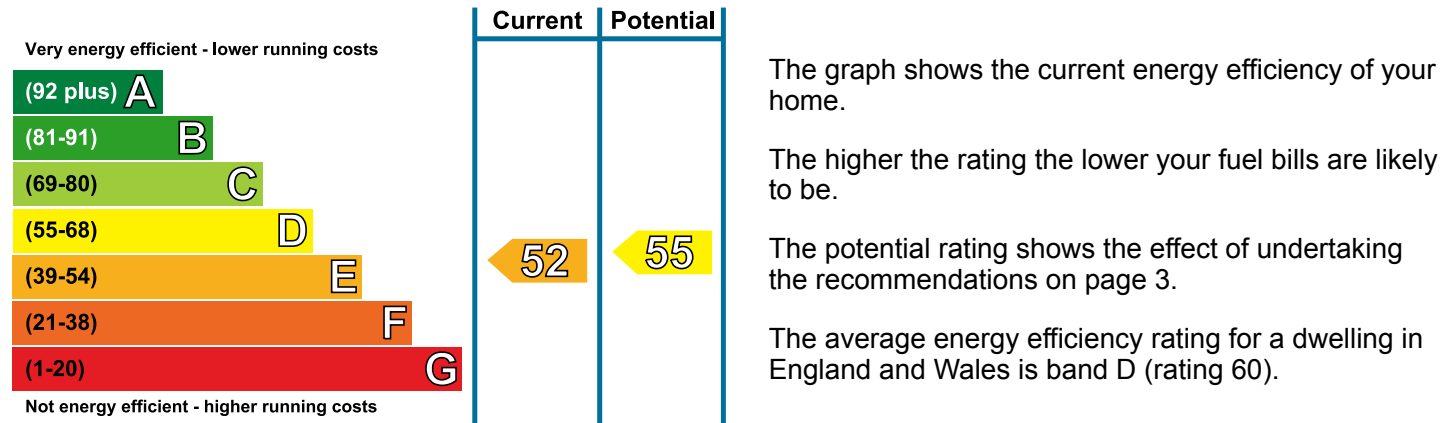 Current Potential
Very energy efficient - lower running costs
(92 plus) A
(81-91) B
(69-80) C
(55-68) D
(39-54) E
(21-38) F
(1-20) G
Not energy efficient - higher running costs
52 55
The graph shows the current energy efficiency of your
home.
The higher the rating the lower your fuel bills are likely
to be.
The potential rating shows the effect of undertaking
the recommendations on page 3.
The average energy efficiency rating for a dwelling in
England and Wales is band D (rating 60).